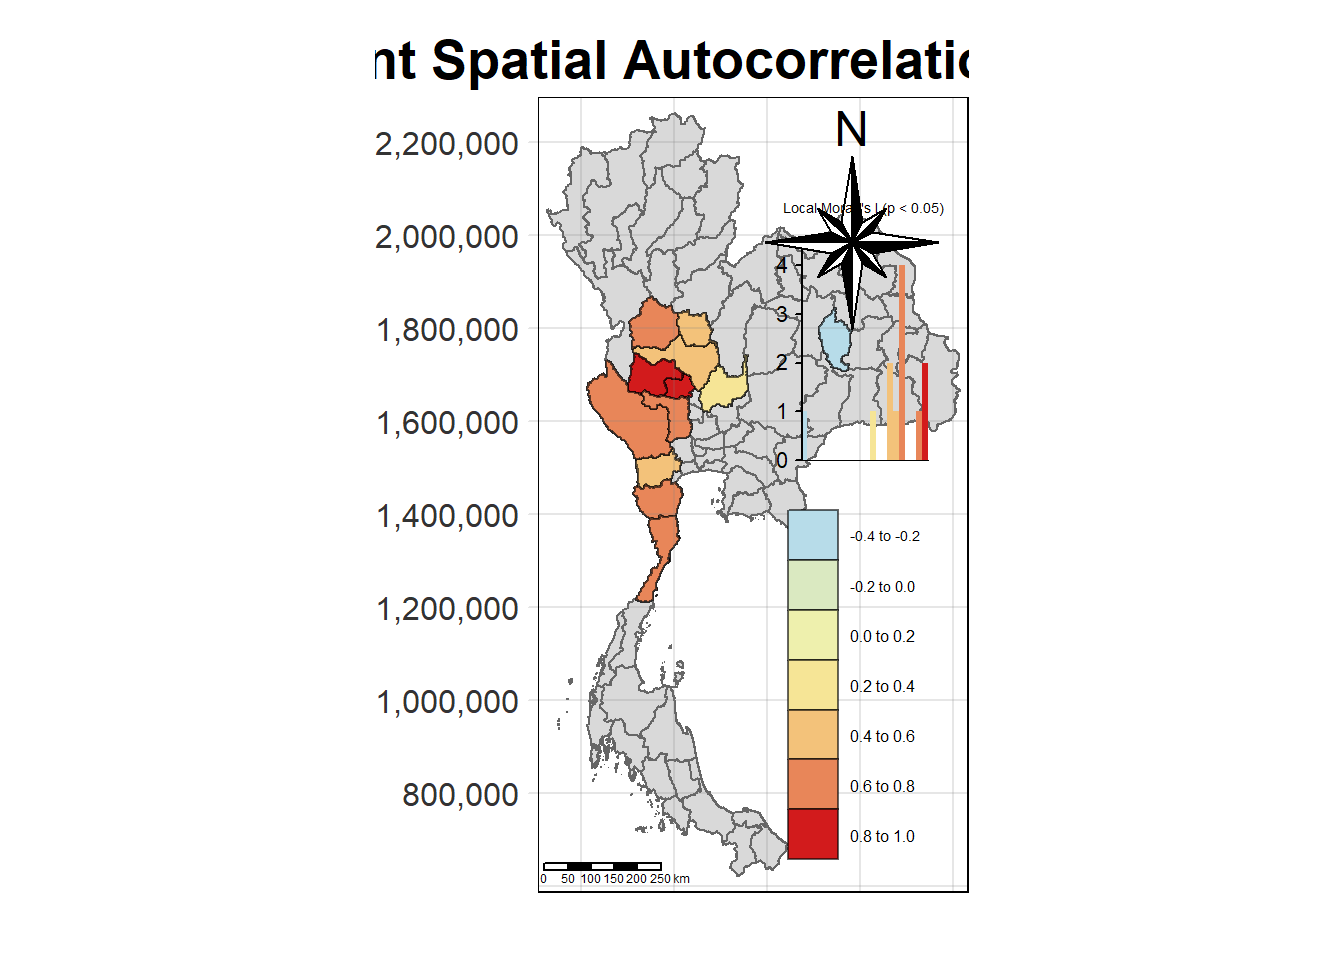 nt Spatial Autocorrelatio
N
Local Moran's I (p < 0.05)
2,200,000
2,000,000
1,800,000
1,600,000
1,400,000
1,200,000
1,000,000
800,000
4
3
2
1
0
-0.4 to -0.2
-0.2 to 0.0
0.0 to 0.2
0.2 to 0.4
0.4 to 0.6
0.6 to 0.8
0.8 to 1.0
0 50 100 150 200 250 km